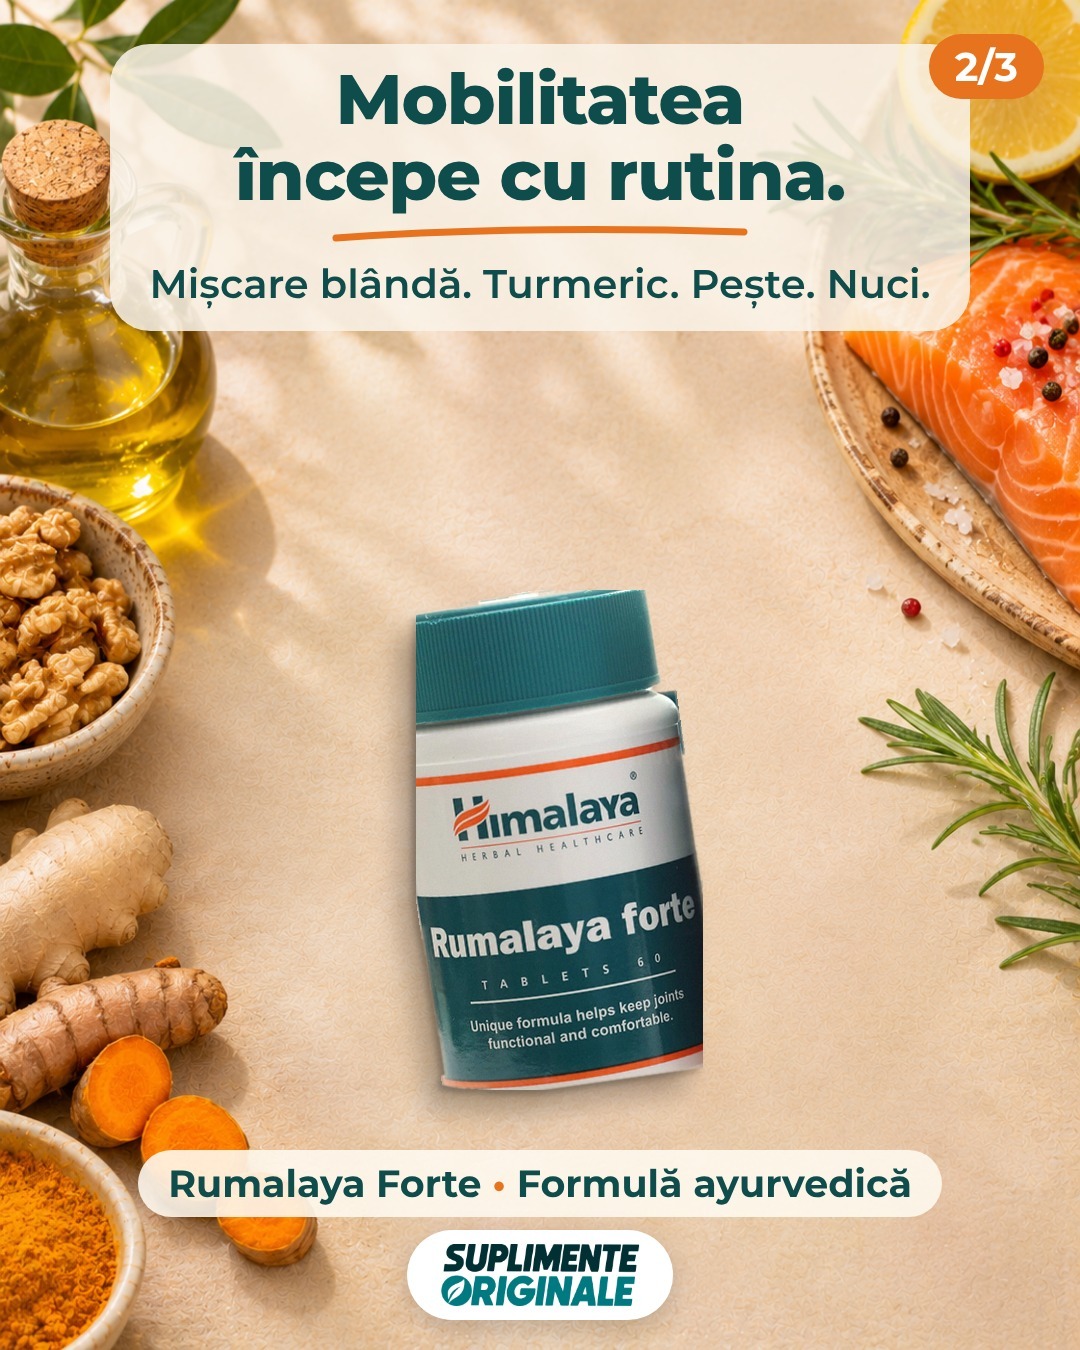 2/3
Mobilitatea
începe cu rutina.
Mișcare blândă. Turmeric. Pește. Nuci.
Himalaya®
HERBAL HEALTHCARE
Rumalaya forte
TABLETS 60
Unique formula helps keep joints
functional and comfortable.
Rumalaya Forte • Formulă ayurvedică
SUPLIMENTE
ORIGINALE